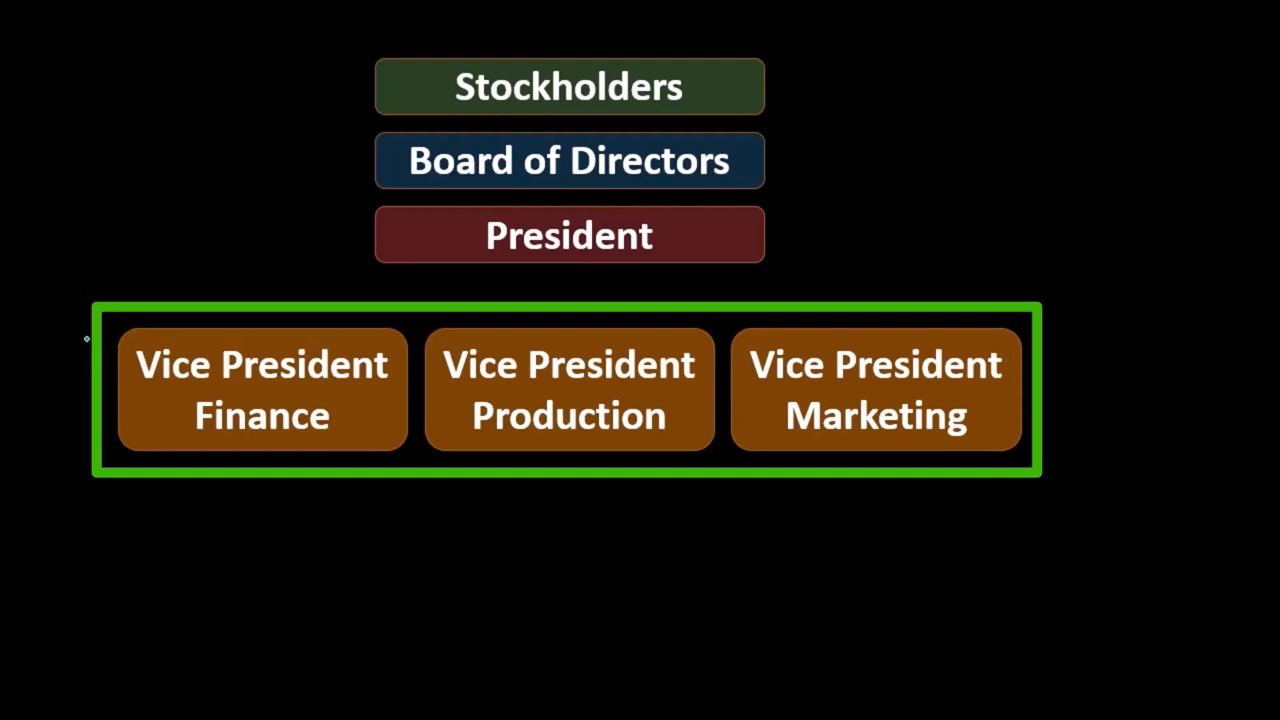 Stockholders
Board of Directors
President
Vice President
Finance
Vice President
Production
Vice President
Marketing